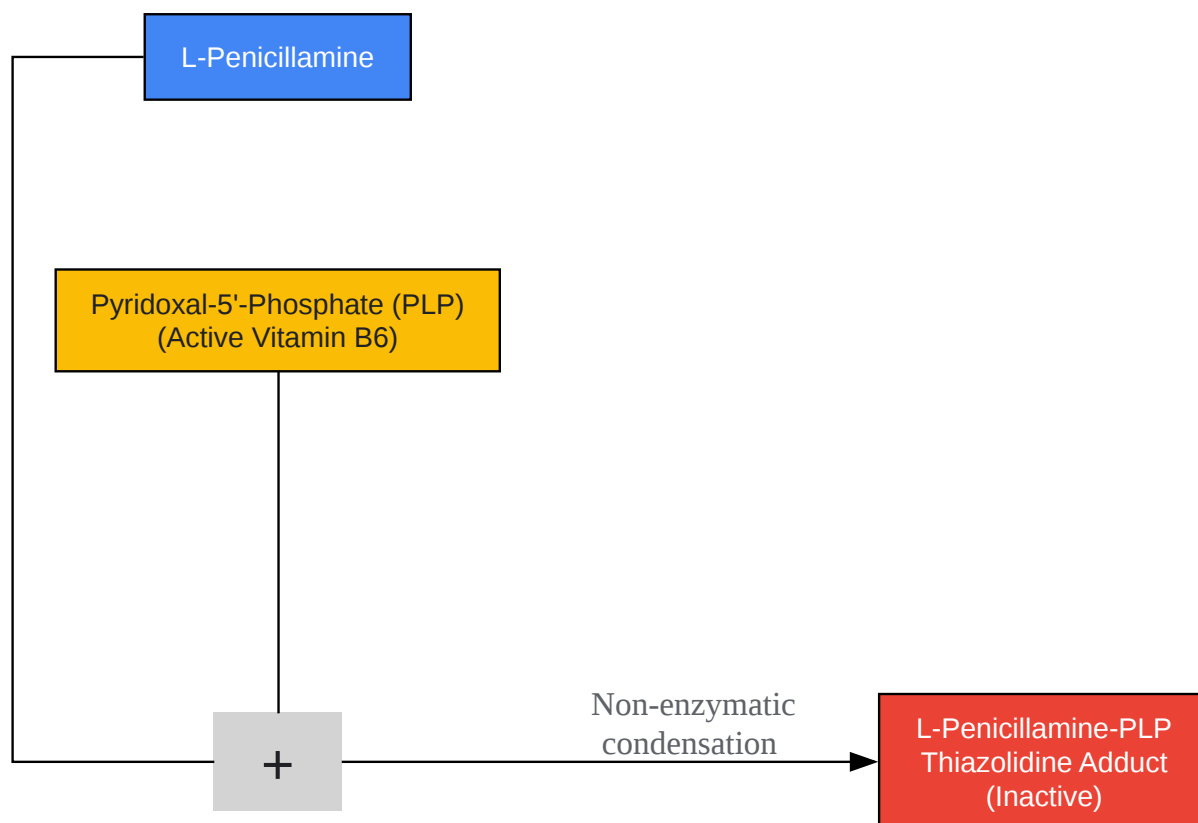 L-Penicillamine
Pyridoxal-5'-Phosphate (PLP)
(Active Vitamin B6)
+
Non-enzymatic
condensation
L-Penicillamine-PLP
Thiazolidine Adduct
(Inactive)